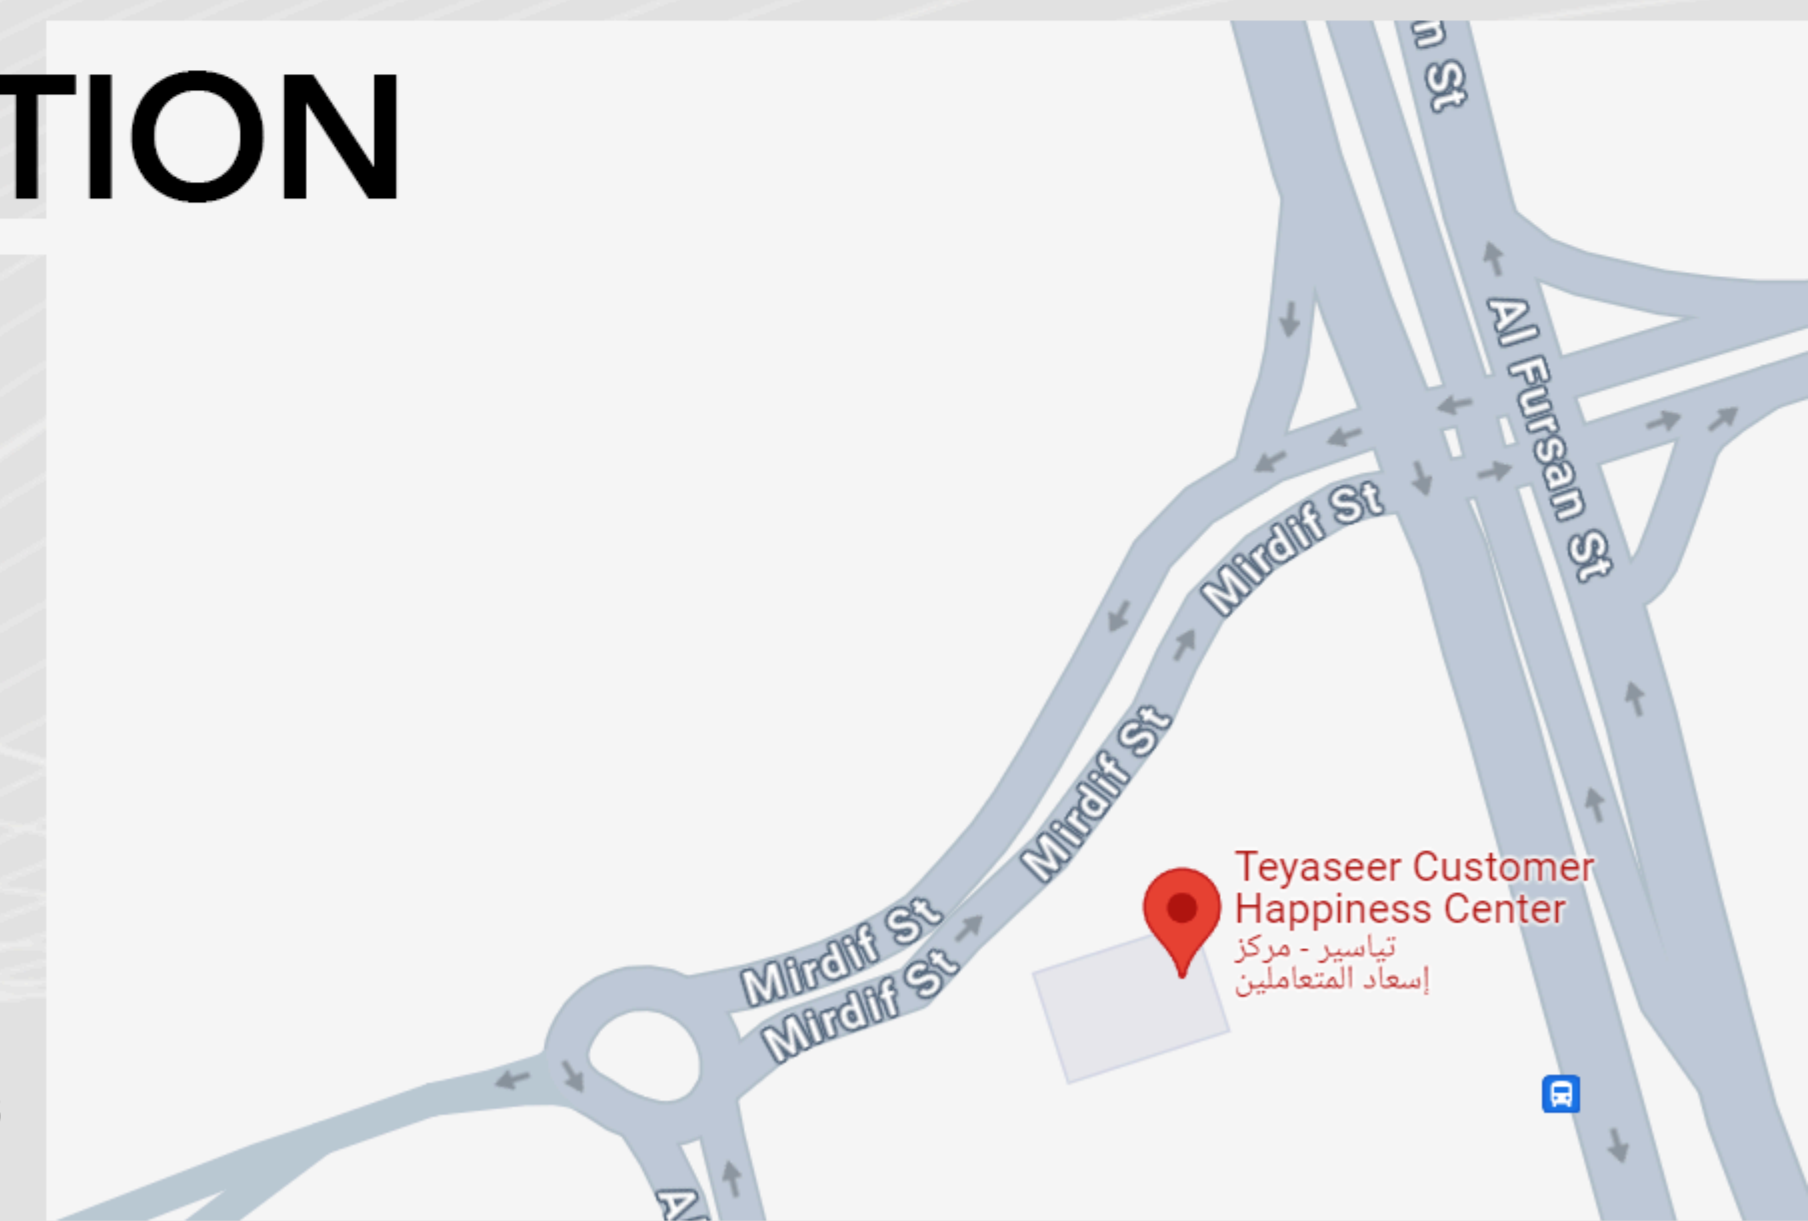 TION
n St
Al Fursan St
Mirdif St
Mirdif St
Teyaseer Customer
Happiness Center
تياسير - مركز
إسعاد المتعاملين
Mirdif St
Mirdif St
Al